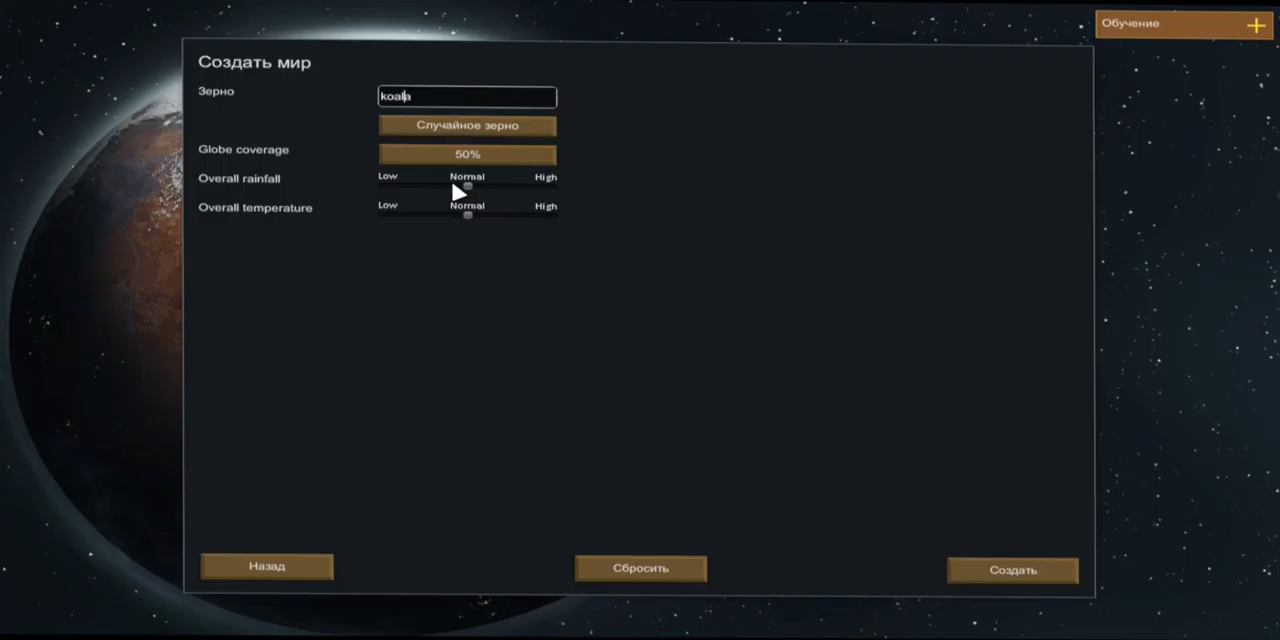 Обучение
Создать мир
Зерно
koala
Случайное зерно
Globe coverage
50%
Overall rainfall
Low Normal High
Overall temperature
Low Normal High
Назад
Сбросить
Создать